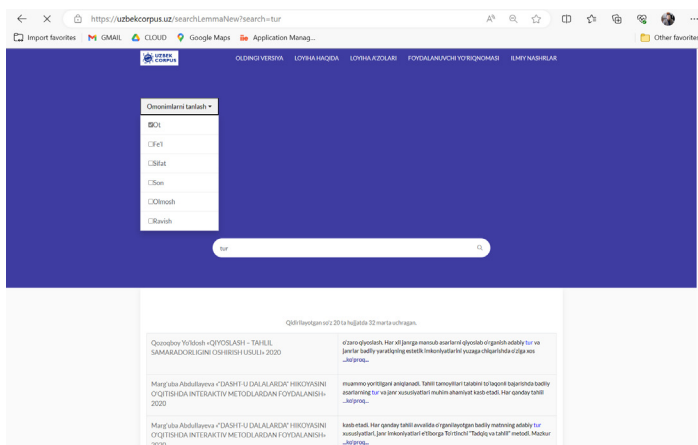 https://uzbekcorpus.uz/searchLemmaNew?search=tur
Import favorites GMAIL CLOUD Google Maps Application Manag... Other favorites
UZBEK CORPUS OLDINGI VERSIYA LOYIHA HAQIDA LOYIHA A'ZOLARI FOYDALANUVCHI YO'RIQNOMASI ILMIY NASHRLAR
Omonimlarni tanlash
Ot
Fe'l
Sifat
Son
Olmosh
Ravish
tur
Qidirilayotgan so'z 20 ta hujjatda 32 marta uchragan.
Qozoqboy Yo'ldosh «QIYOSLASH – TAHLIL
SAMARADORLIGINI OSHIRISH USULI» 2020
o'zaro qiyoslash. Har xil janrga mansub asarlarni qiyoslab o'rganish adabiy tur va
janrlar badiiy yaratiqning estetik imkoniyatlarini yuzaga chiqarishda o'ziga xos
...ko'proq...
Marg'uba Abdullayeva «"DASHT-U DALALARDA" HIKOYASINI
O'QITISHDA INTERAKTIV METODLARDAN FOYDALANISH»
2020
muammo yoritilgani aniqlanadi. Tahlil tamoyillari talabini to'laqonli bajarishda badiiy
asarlarning tur va janr xususiyatlari muhim ahamiyat kasb etadi. Har qanday tahlil
...ko'proq...
Marg'uba Abdullayeva «"DASHT-U DALALARDA" HIKOYASINI
O'QITISHDA INTERAKTIV METODLARDAN FOYDALANISH»
2020
kasb etadi. Har qanday tahlil avvalida o'rganilayotgan badiiy matnning adabiy tur
xususiyatlari, janr imkoniyatlari e'tiborga To'rtinchi "Tadqiq va tahlil" metodi. Mazkur
...ko'proq...